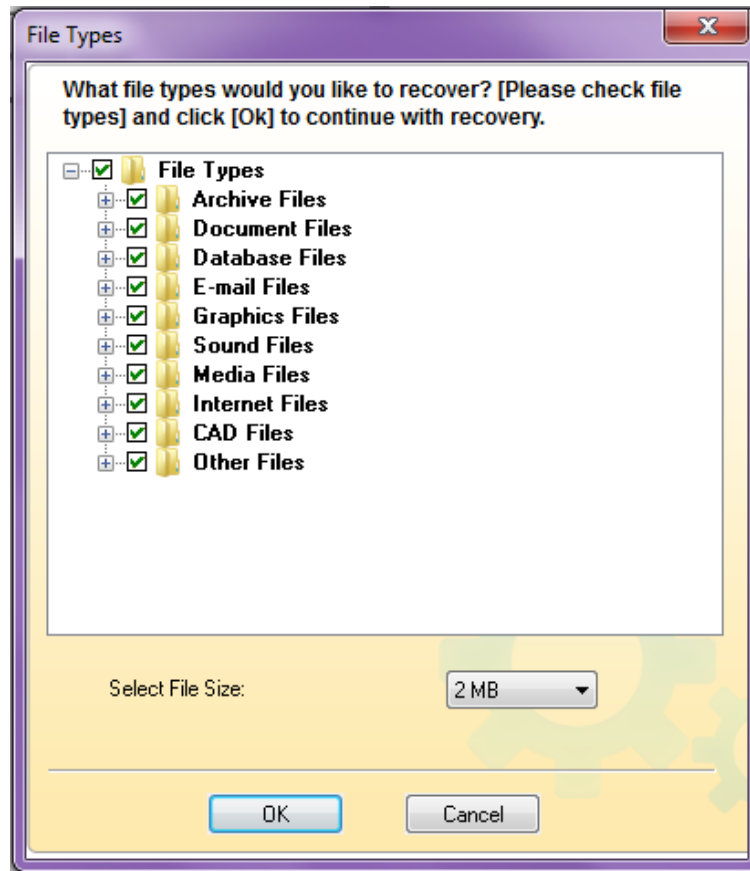 File Types
What file types would you like to recover? [Please check file
types] and click [Ok] to continue with recovery.
File Types
Archive Files
Document Files
Database Files
E-mail Files
Graphics Files
Sound Files
Media Files
Internet Files
CAD Files
Other Files
Select File Size: 2 MB
OK Cancel